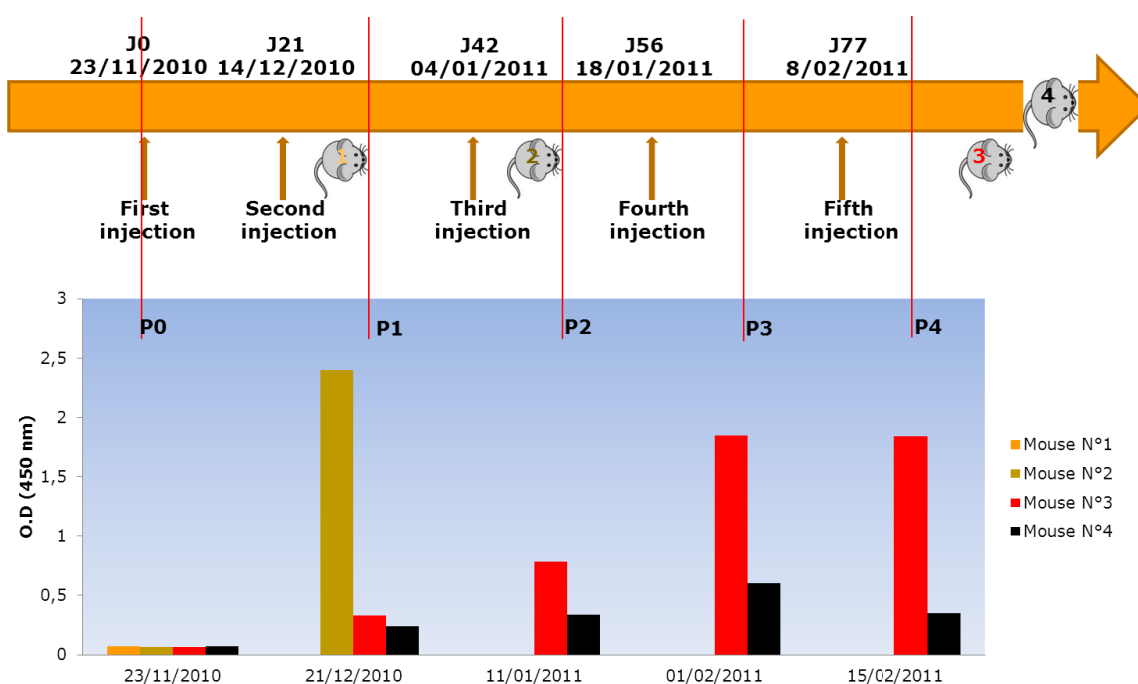 J0
23/11/2010
J21
14/12/2010
J42
04/01/2011
J56
18/01/2011
J77
8/02/2011
1
2
3
4
First
injection
Second
injection
Third
injection
Fourth
injection
Fifth
injection
P0
P1
P2
P3
P4
O.D (450 nm)
3
2,5
2
1,5
1
0,5
0
23/11/2010
21/12/2010
11/01/2011
01/02/2011
15/02/2011
Mouse N°1
Mouse N°2
Mouse N°3
Mouse N°4